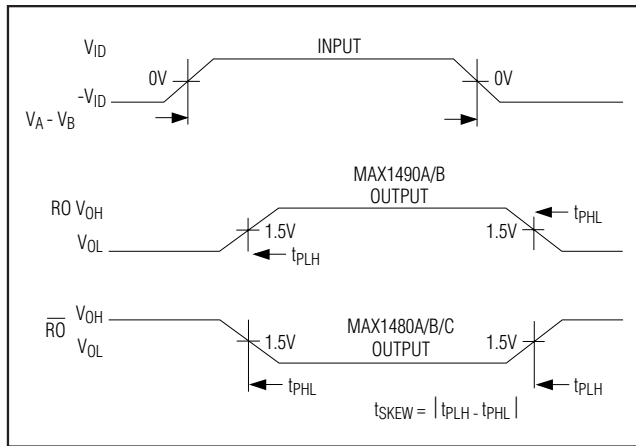 V_ID
INPUT
0V
0V
-V_ID
V_A - V_B
MAX1490A/B
OUTPUT
RO V_OH
t_PHL
1.5V
1.5V
V_OL
t_PLH
V_OH
R̅O̅
MAX1480A/B/C
OUTPUT
V_OL
1.5V
1.5V
t_PHL
t_PLH
t_SKEW = | t_PLH - t_PHL |